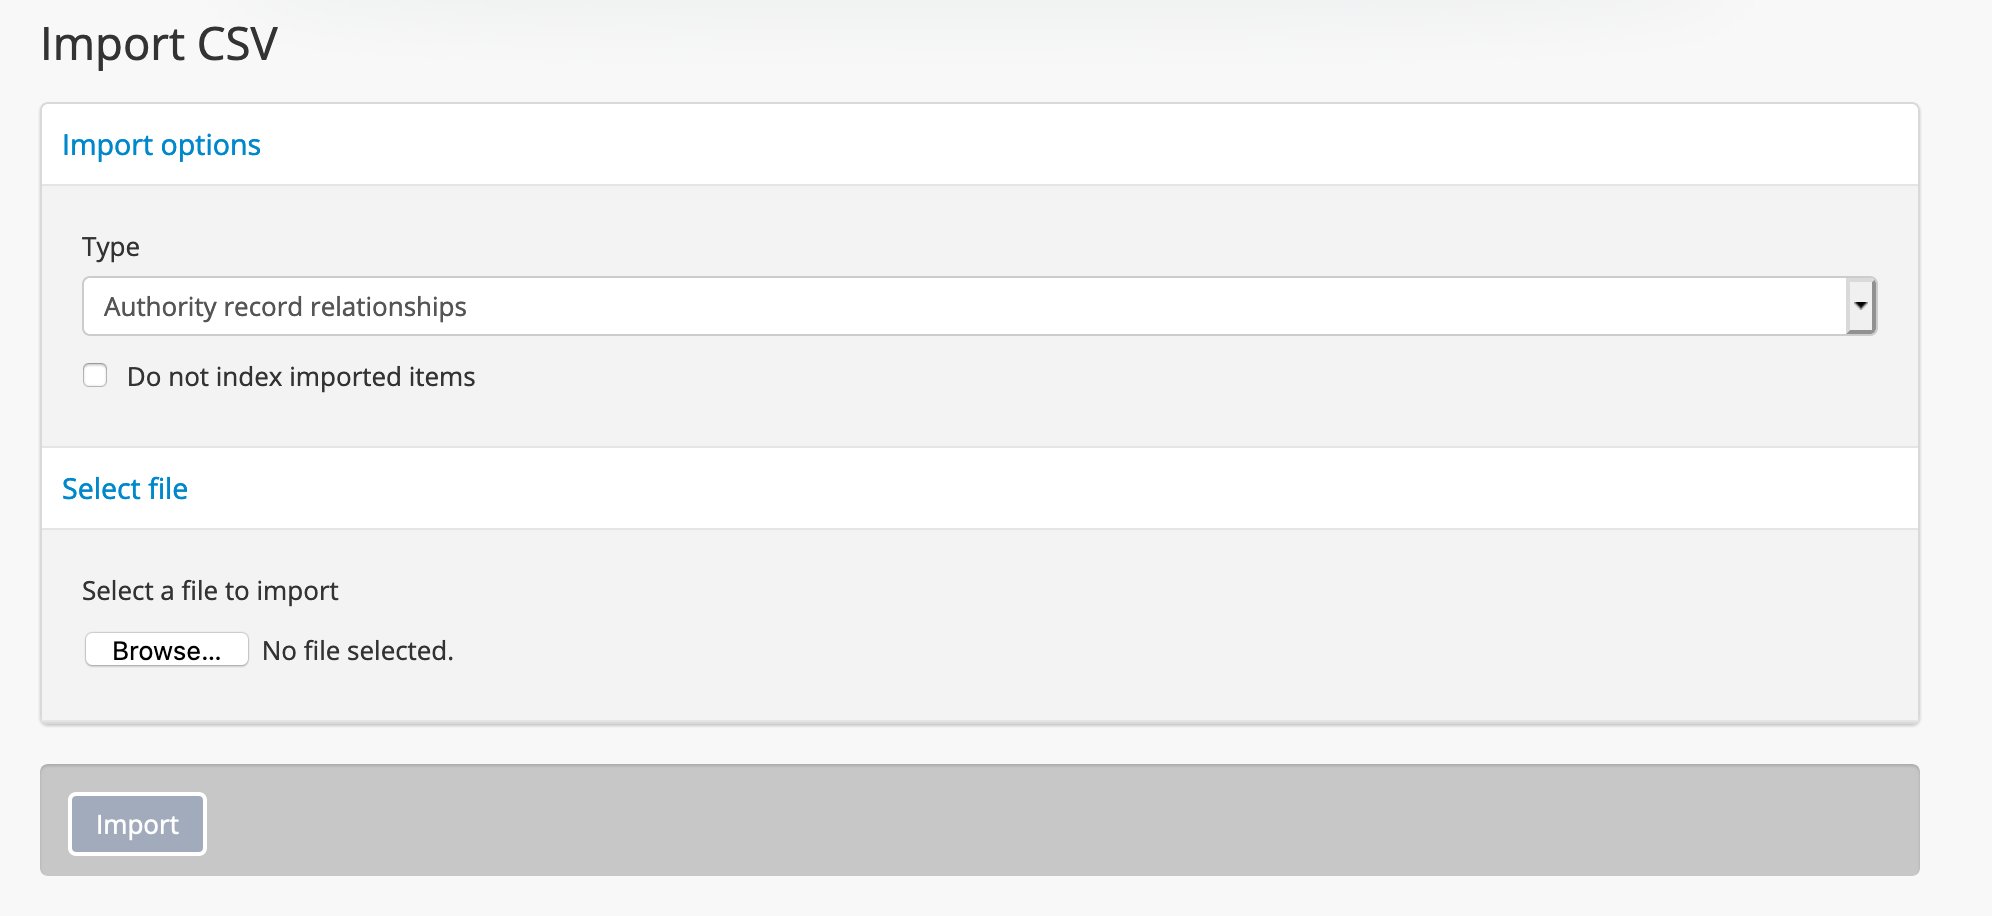 Import CSV
Import options
Type
Authority record relationships
Do not index imported items
Select file
Select a file to import
Browse... No file selected.
Import